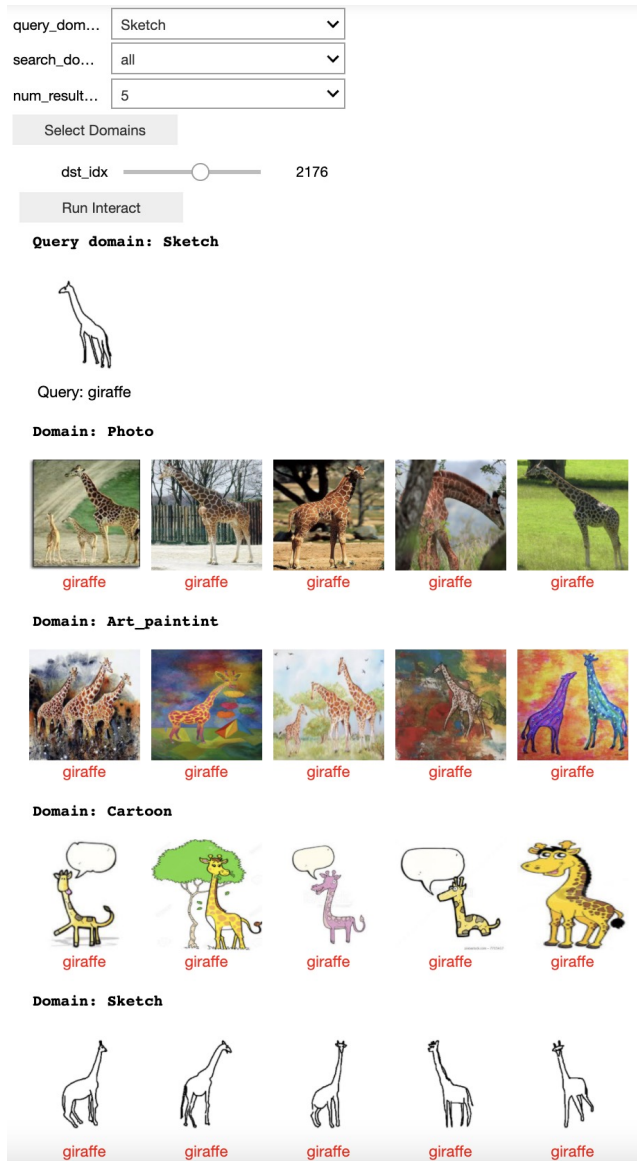 query_dom... Sketch
search_do... all
num_result... 5
Select Domains
dst_idx 2176
Run Interact
Query domain: Sketch
Query: giraffe
Domain: Photo
giraffe giraffe giraffe giraffe giraffe
Domain: Art_paintint
giraffe giraffe giraffe giraffe giraffe
Domain: Cartoon
giraffe giraffe giraffe giraffe giraffe
Domain: Sketch
giraffe giraffe giraffe giraffe giraffe